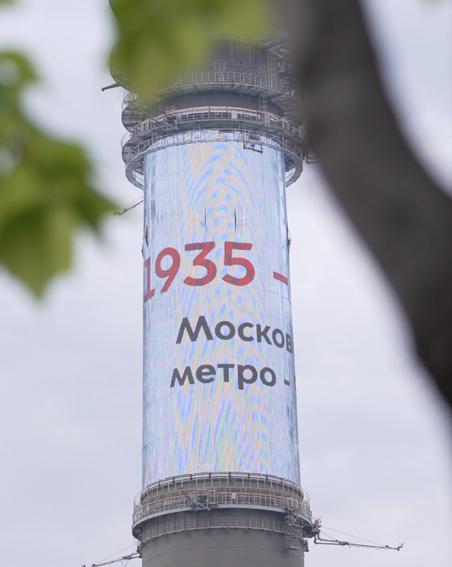 1935 -
Москов
метро -